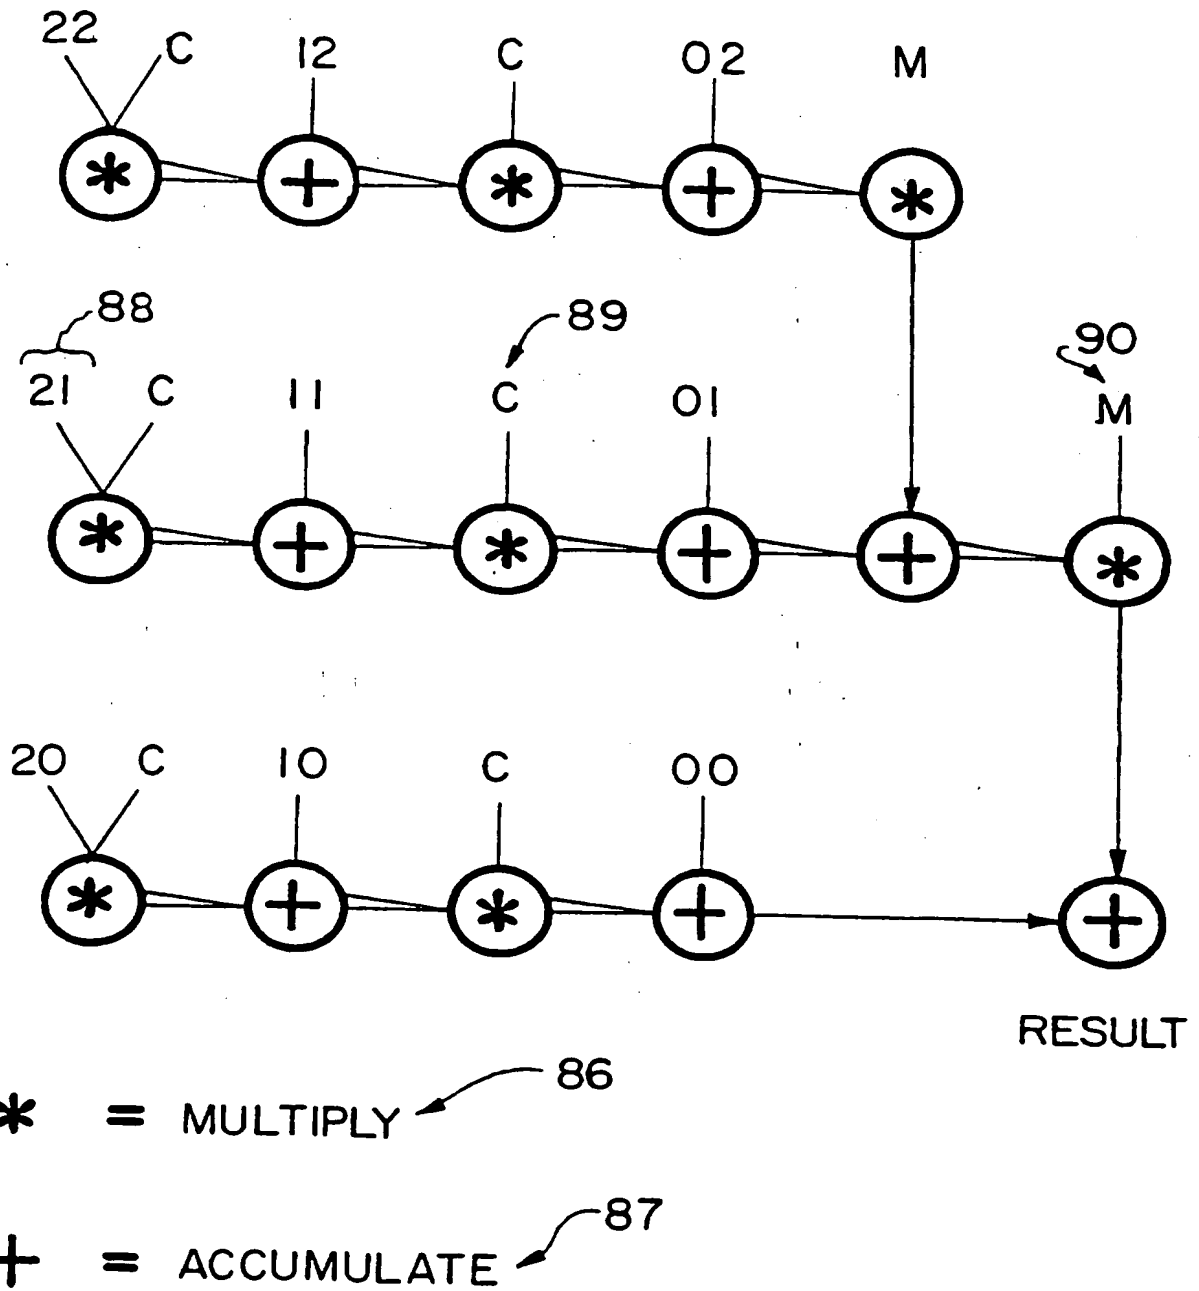 22 C 12 C 02 M
* + * + *
88 89 90
21 C 11 C 01 M
* + * + + *
20 C 10 C 00
* + * + +
RESULT
86
* = MULTIPLY
87
+ = ACCUMULATE